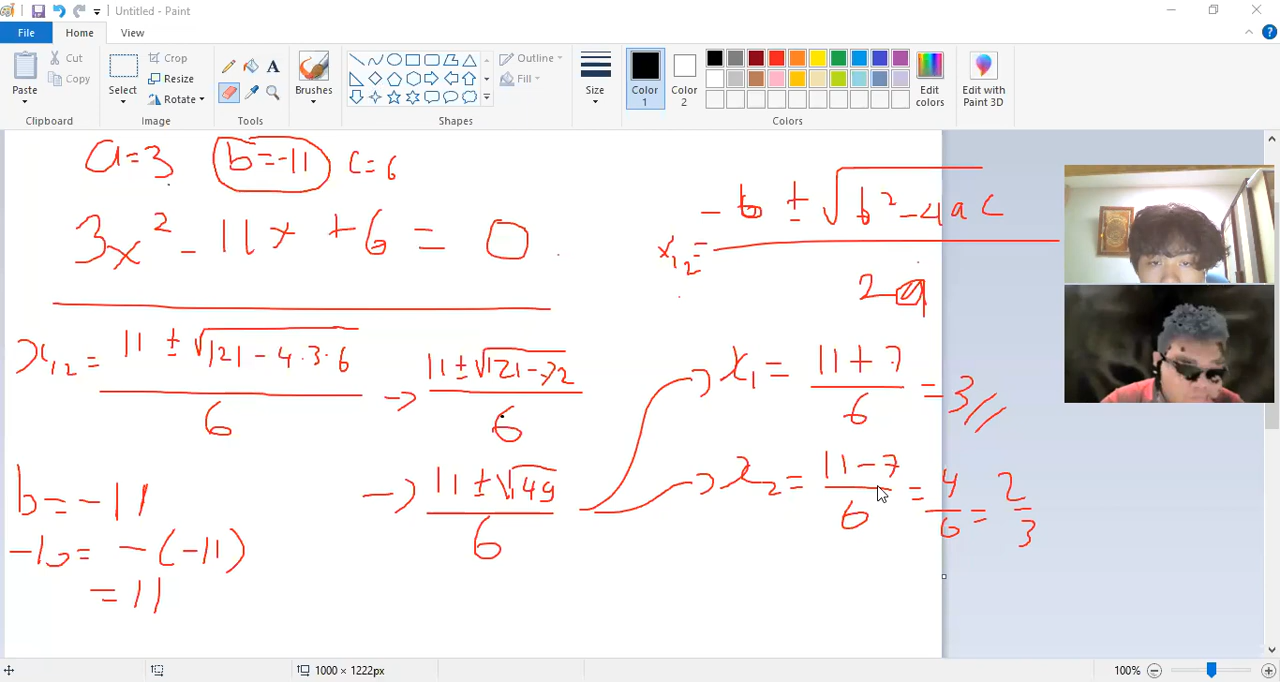 Untitled - Paint
File Home View
Paste
Cut
Copy
Clipboard
Select
Crop
Resize
Rotate
Image
Tools
Brushes
Outline
Fill
Shapes
Size
Color 1
Color 2
Edit colors
Colors
Edit with Paint 3D
a=3 b=-11 c=6
3x² - 11x + 6 = 0
x₁₂ = (-b ± √(b² - 4ac)) / 2a
x₁₂ = (11 ± √(121 - 4·3·6)) / 6 → (11 ± √(121-72)) / 6
→ (11 ± √49) / 6
→ x₁ = (11 + 7) / 6 = 3//
→ x₂ = (11 - 7) / 6 = 4/6 = 2/3
b = -11
-b = -(-11)
= 11
1000 × 1222px
100%